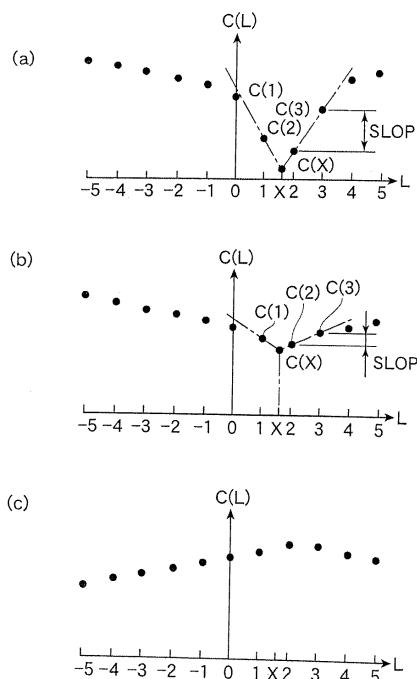 (a)
C(L)
C(1)
C(3)
C(2)
SLOP
C(X)
-5 -4 -3 -2 -1 0 1 X 2 3 4 5 L
(b)
C(L)
C(1) C(2) C(3)
C(X)
SLOP
-5 -4 -3 -2 -1 0 1 X 2 3 4 5 L
(c)
C(L)
-5 -4 -3 -2 -1 0 1 X 2 3 4 5 L